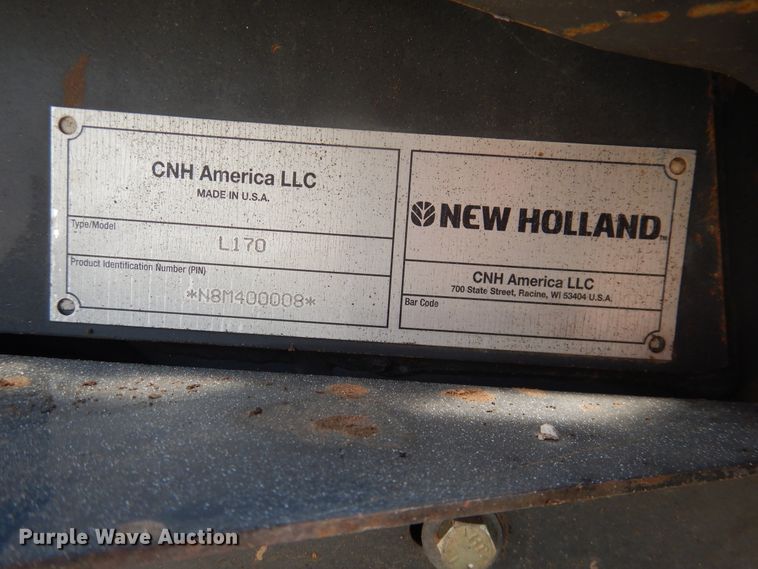 CNH America LLC
MADE IN U.S.A.
Type/Model
L170
Product Identification Number (PIN)
*N8M400008*
NEW HOLLAND™
CNH America LLC
700 State Street, Racine, WI 53404 U.S.A.
Bar Code
Purple Wave Auction